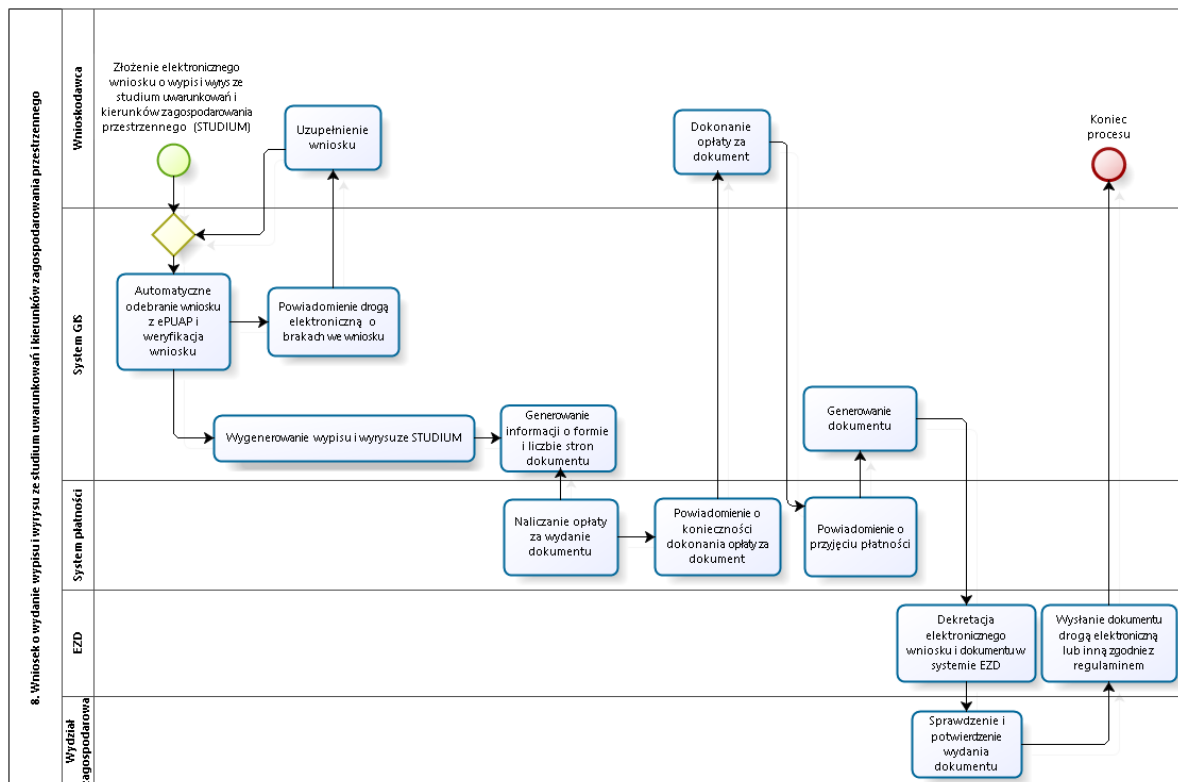 8. Wniosek o wydanie wypisu i wyrysu ze studium uwarunkowań i kierunków zagospodarowania przestrzennego
Wnioskodawca
Złożenie elektronicznego
wniosku o wypis i wyrys ze
studium uwarunkowań i
kierunków zagospodarowania
przestrzennego (STUDIUM)
Uzupełnienie
wniosku
Dokonanie
opłaty za
dokument
Koniec
procesu
System GIS
Automatyczne
odebranie wniosku
z ePUAP i
weryfikacja
wniosku
Powiadomienie drogą
elektroniczną o
brakach we wniosku
Wygenerowanie wypisu i wyrysu ze STUDIUM
Generowanie
informacji o formie
i liczbie stron
dokumentu
Generowanie
dokumentu
System płatności
Naliczanie opłaty
za wydanie
dokumentu
Powiadomienie o
konieczności
dokonania opłaty za
dokument
Powiadomienie o
przyjęciu płatności
EZD
Dekretacja
elektronicznego
wniosku i dokumentu w
systemie EZD
Wysłanie dokumentu
drogą elektroniczną
lub inną zgodnie z
regulaminem
Wydział
zagospodarowa
Sprawdzenie i
potwierdzenie
wydania
dokumentu